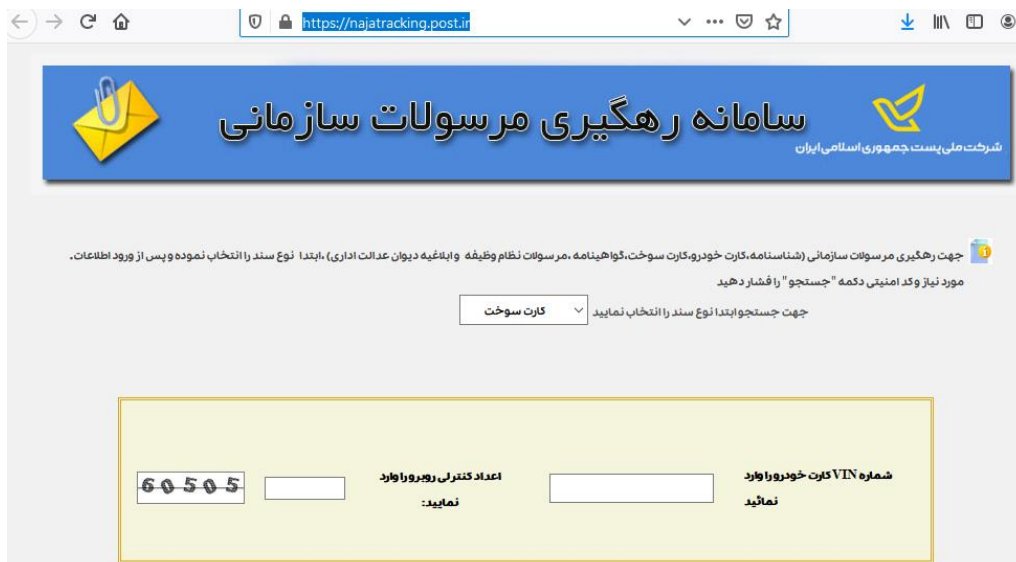 https://najatracking.post.ir
سامانه رهگیری مرسولات سازمانی
شرکت ملی پست جمهوری اسلامی ایران
جهت رهگیری مرسولات سازمانی (شناسنامه،کارت خودرو،کارت سوخت،گواهینامه ،مرسولات نظام وظیفه و ابلاغیه دیوان عدالت اداری) ،ابتدا نوع سند را انتخاب نموده و پس از ورود اطلاعات.
مورد نیاز و کد امنیتی دکمه "جستجو" را فشار دهید
جهت جستجو ابتدا نوع سند را انتخاب نمایید کارت سوخت
شماره VIN کارت خودرو را وارد
نمائید
اعداد کنترلی روبرو را وارد
نمایید:
60505